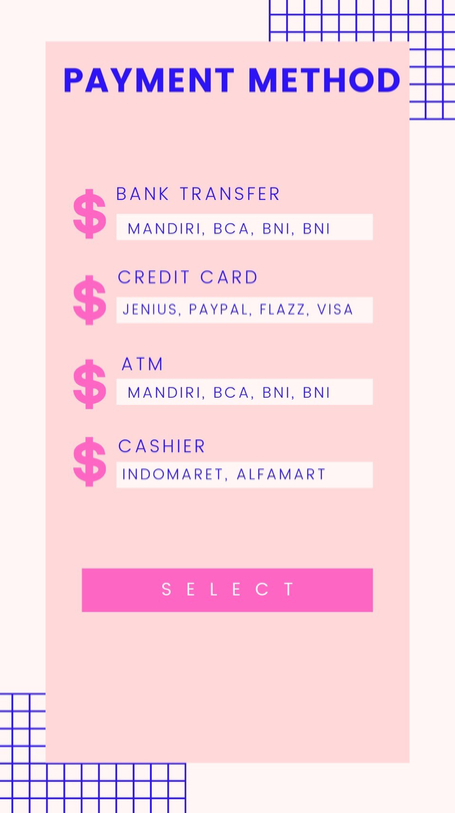 PAYMENT METHOD
$ BANK TRANSFER
MANDIRI, BCA, BNI, BNI
$ CREDIT CARD
JENIUS, PAYPAL, FLAZZ, VISA
$ ATM
MANDIRI, BCA, BNI, BNI
$ CASHIER
INDOMARET, ALFAMART
SELECT